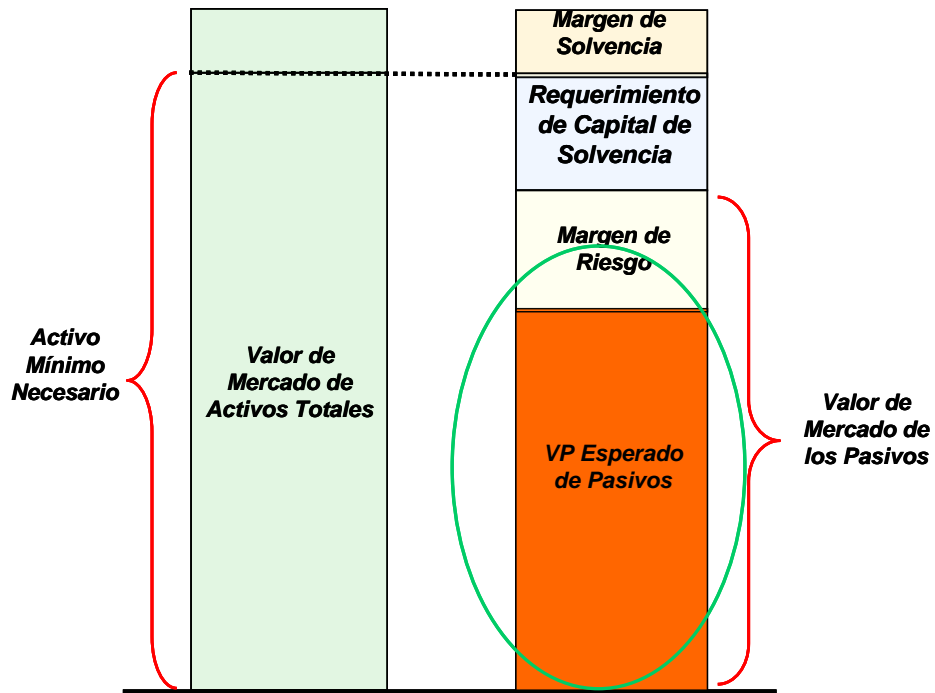 Margen de
Solvencia
Requerimiento
de Capital de
Solvencia
Margen de
Riesgo
Activo
Mínimo
Necesario
Valor de
Mercado de
Activos Totales
VP Esperado
de Pasivos
Valor de
Mercado de
los Pasivos